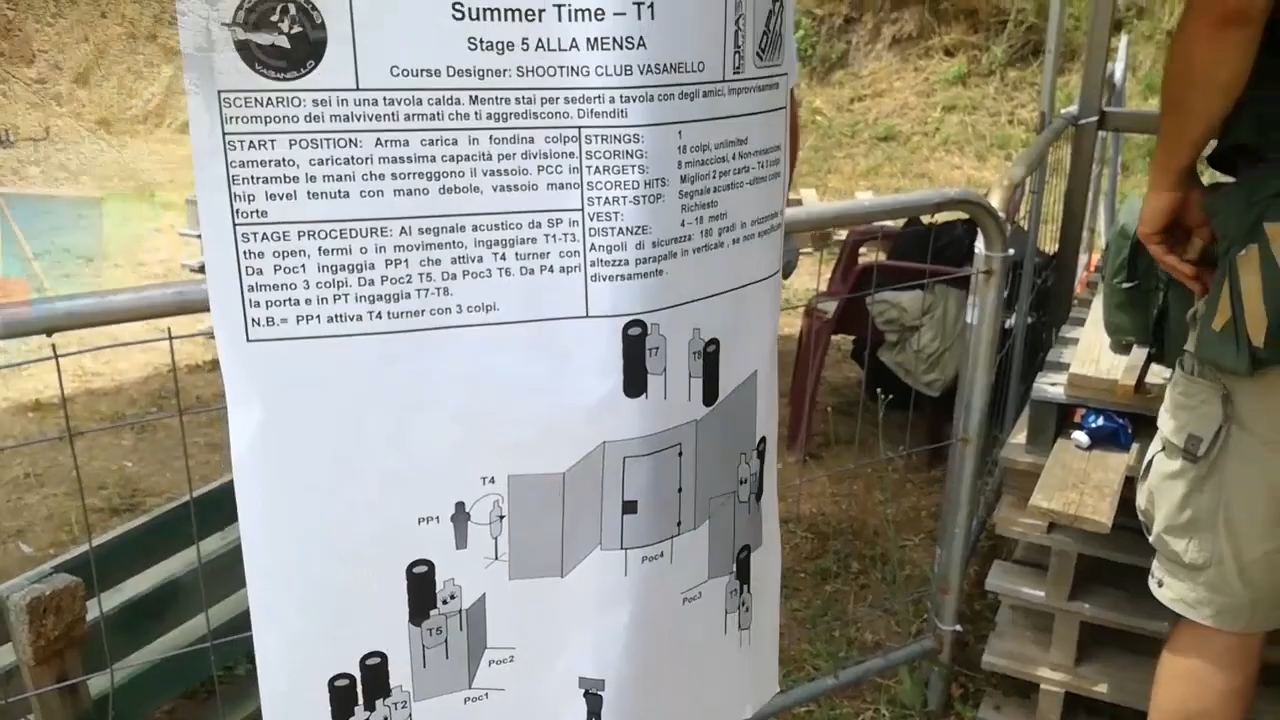 VASANELLO
Summer Time – T1
Stage 5 ALLA MENSA
Course Designer: SHOOTING CLUB VASANELLO
SCENARIO: sei in una tavola calda. Mentre stai per sederti a tavola con degli amici, improvvisamente
irrompono dei malviventi armati che ti aggrediscono. Difenditi
START POSITION: Arma carica in fondina colpo
camerato, caricatori massima capacità per divisione.
Entrambe le mani che sorreggono il vassoio. PCC in
hip level tenuta con mano debole, vassoio mano
forte
STRINGS: 1
SCORING: 18 colpi, unlimited
TARGETS: 8 minacciosi, 4 Non-minacciosi
SCORED HITS: Migliori 2 per carta – T4 3 colpi
START-STOP: Segnale acustico –ultimo colpo
VEST: Richiesto
DISTANZE: 4 – 18 metri
Angoli di sicurezza: 180 gradi in orizzontale
altezza parapalle in verticale , se non specificato
diversamente .
STAGE PROCEDURE: Al segnale acustico da SP in
the open, fermi o in movimento, ingaggiare T1-T3.
Da Poc1 ingaggia PP1 che attiva T4 turner con
almeno 3 colpi. Da Poc2 T5. Da Poc3 T6. Da P4 apri
la porta e in PT ingaggia T7-T8.
N.B.= PP1 attiva T4 turner con 3 colpi.
T7
T8
T4
PP1
Poc4
Poc3
T3
T5
Poc2
Poc1
T2